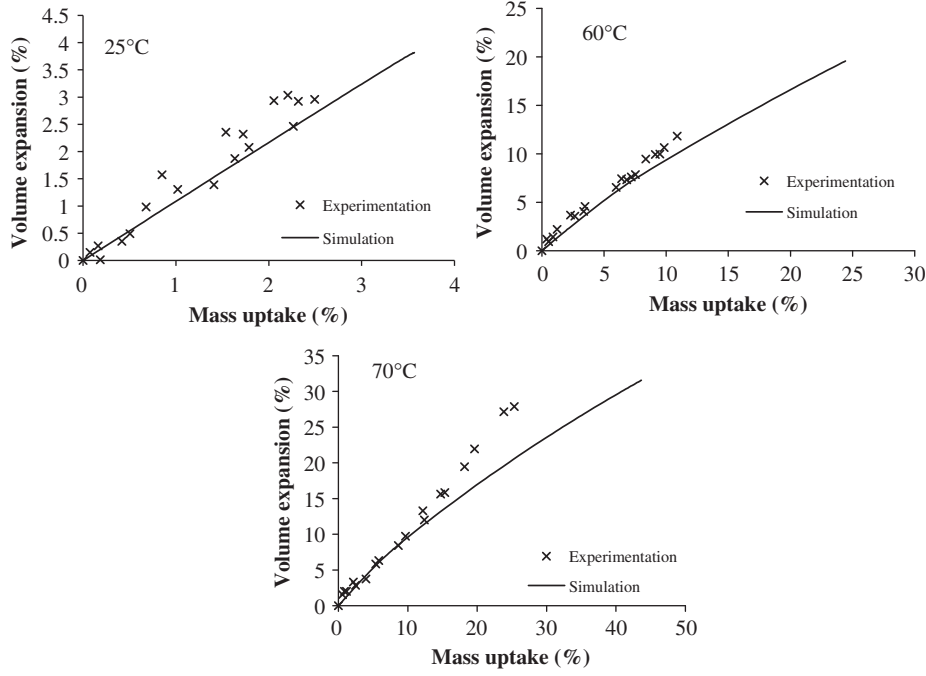 25°C
Volume expansion (%)
4.5
4
3.5
3
2.5
2
1.5
1
0.5
0
0 1 2 3 4
Mass uptake (%)
Experimentation
Simulation
60°C
Volume expansion (%)
25
20
15
10
5
0
0 5 10 15 20 25 30
Mass uptake (%)
Experimentation
Simulation
70°C
Volume expansion (%)
35
30
25
20
15
10
5
0
0 10 20 30 40 50
Mass uptake (%)
Experimentation
Simulation